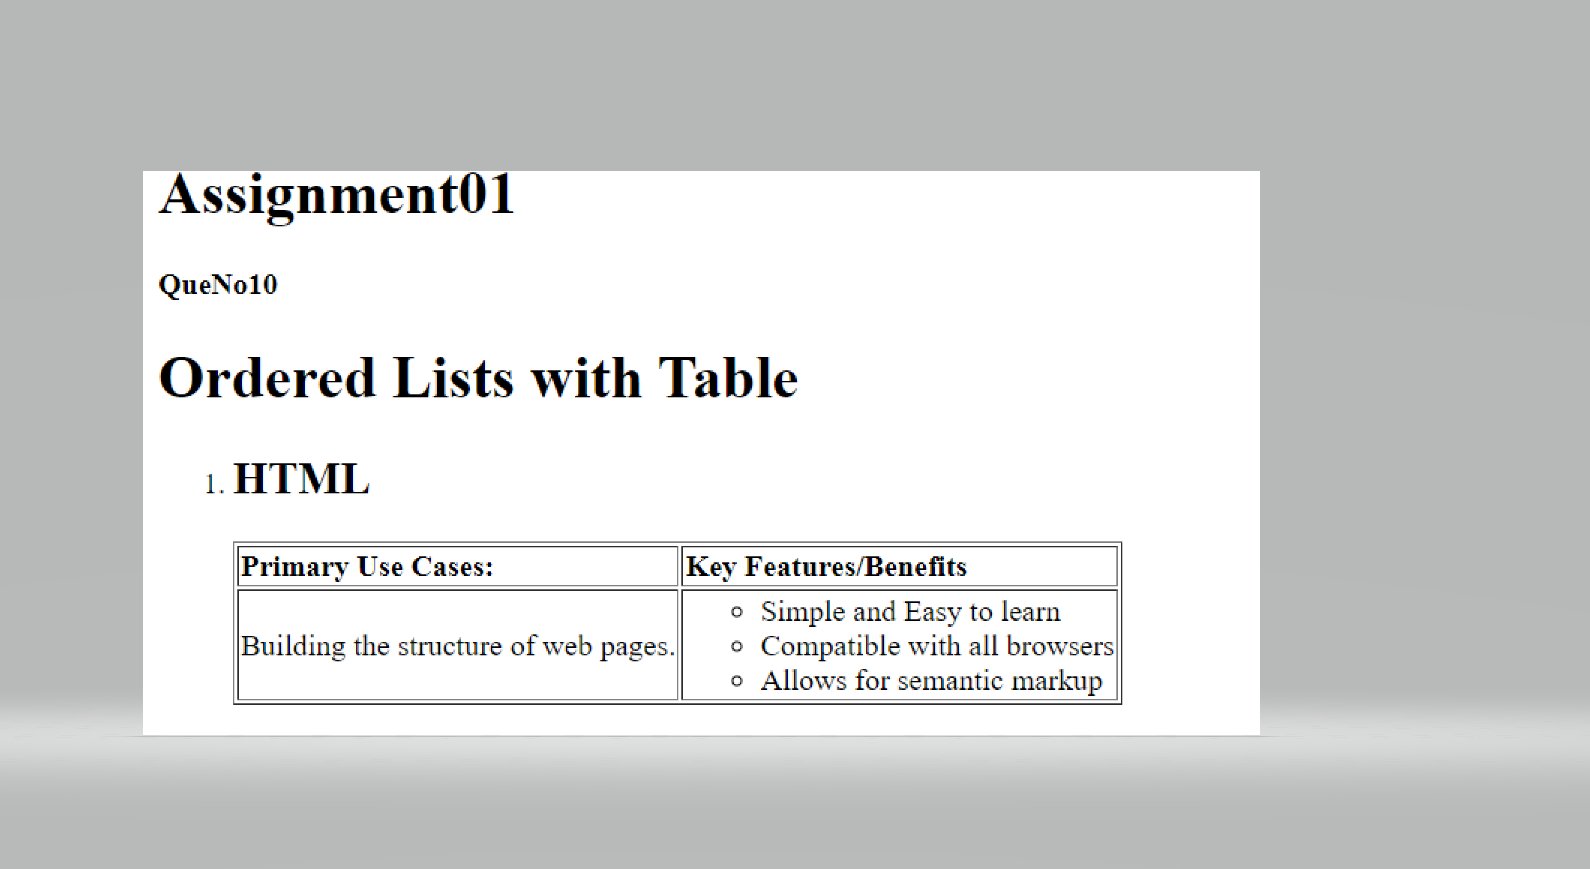 Assignment01
QueNo10
Ordered Lists with Table
1. HTML
Primary Use Cases: Key Features/Benefits
Building the structure of web pages.
Simple and Easy to learn
Compatible with all browsers
Allows for semantic markup